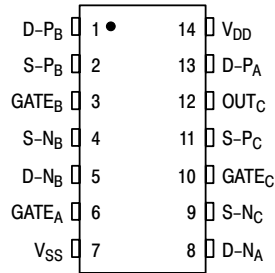 D–P_B 1 14 V_DD
S–P_B 2 13 D–P_A
GATE_B 3 12 OUT_C
S–N_B 4 11 S–P_C
D–N_B 5 10 GATE_C
GATE_A 6 9 S–N_C
V_SS 7 8 D–N_A